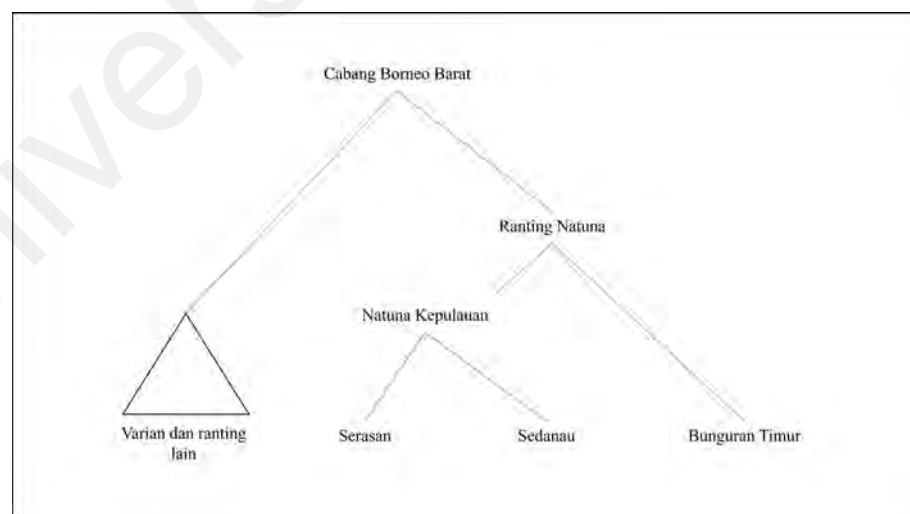 Cabang Borneo Barat
Ranting Natuna
Natuna Kepulauan
Varian dan ranting
lain
Serasan
Sedanau
Bunguran Timur